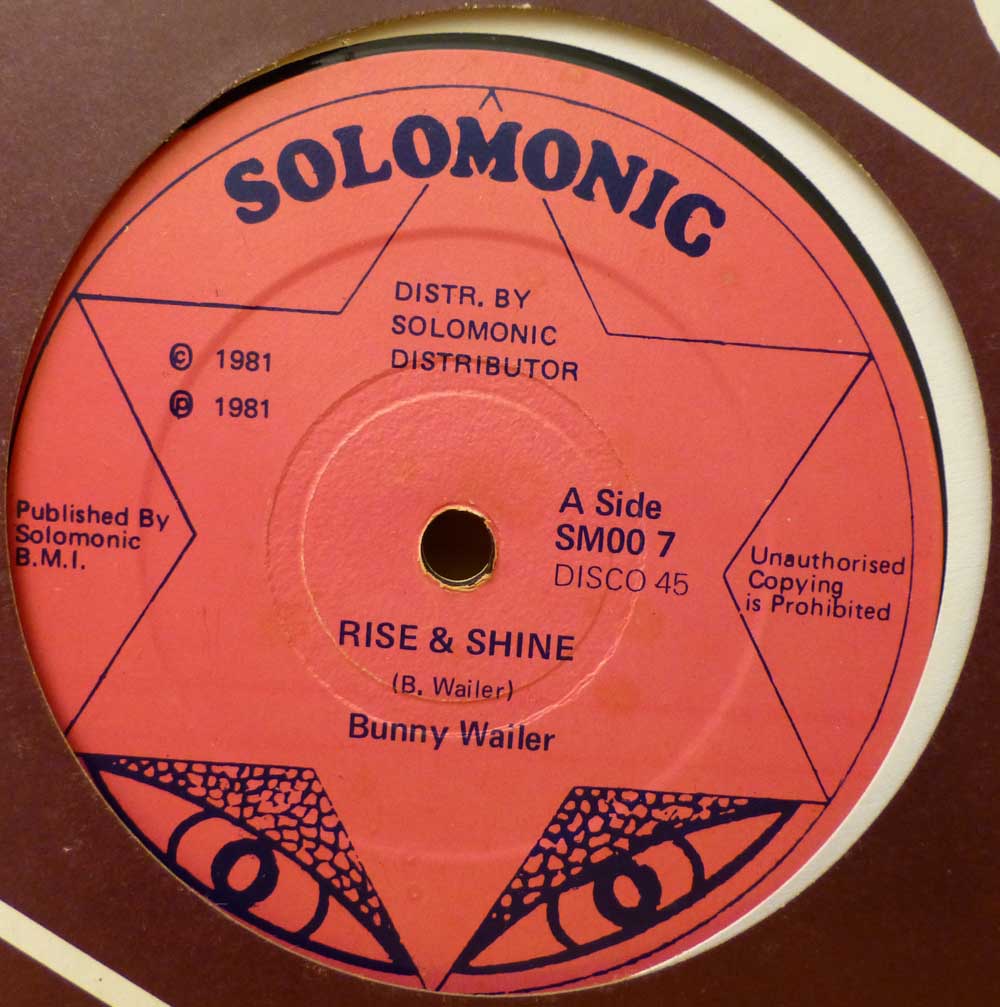 SOLOMONIC
DISTR. BY
SOLOMONIC
DISTRIBUTOR
© 1981
℗ 1981
Published By
Solomonic
B.M.I.
A Side
SM00 7
DISCO 45
Unauthorised
Copying
is Prohibited
RISE & SHINE
(B. Wailer)
Bunny Wailer